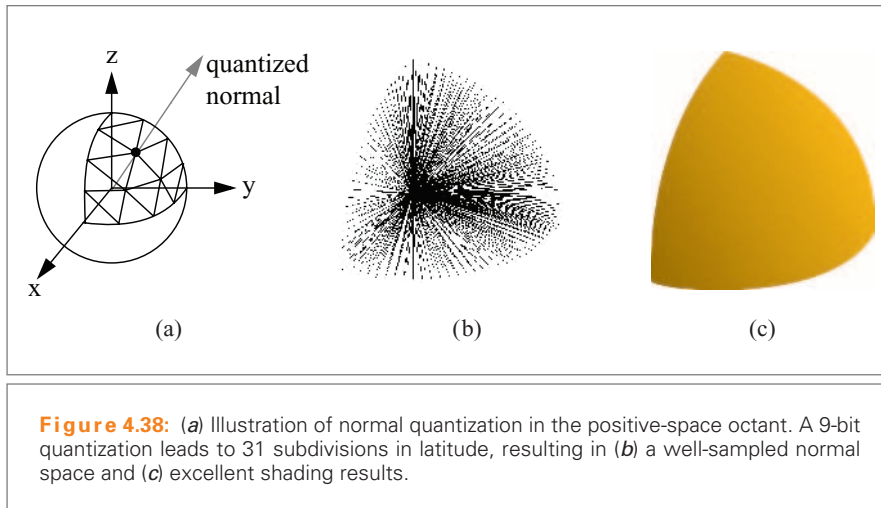 z
quantized
normal
y
x
(a)
(b)
(c)
Figure 4.38: (a) Illustration of normal quantization in the positive-space octant. A 9-bit
quantization leads to 31 subdivisions in latitude, resulting in (b) a well-sampled normal
space and (c) excellent shading results.